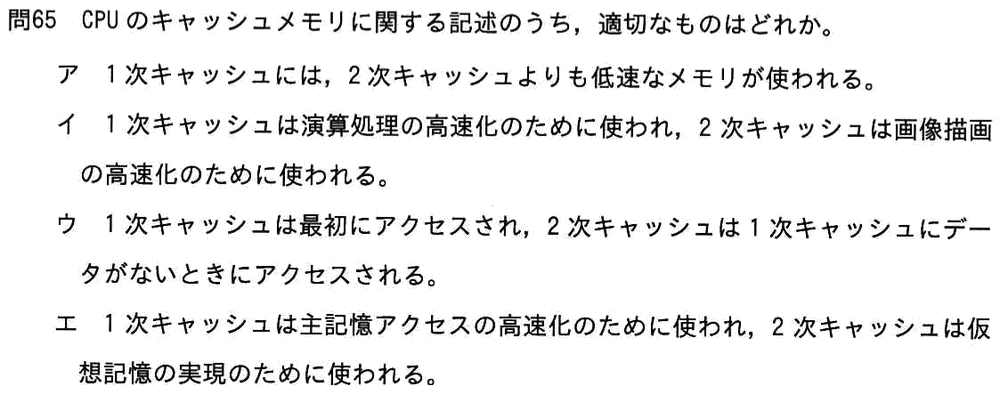 問65 CPUのキャッシュメモリに関する記述のうち，適切なものはどれか。
ア １次キャッシュには，２次キャッシュよりも低速なメモリが使われる。
イ １次キャッシュは演算処理の高速化のために使われ，２次キャッシュは画像描画
の高速化のために使われる。
ウ １次キャッシュは最初にアクセスされ，２次キャッシュは１次キャッシュにデー
タがないときにアクセスされる。
エ １次キャッシュは主記憶アクセスの高速化のために使われ，２次キャッシュは仮
想記憶の実現のために使われる。